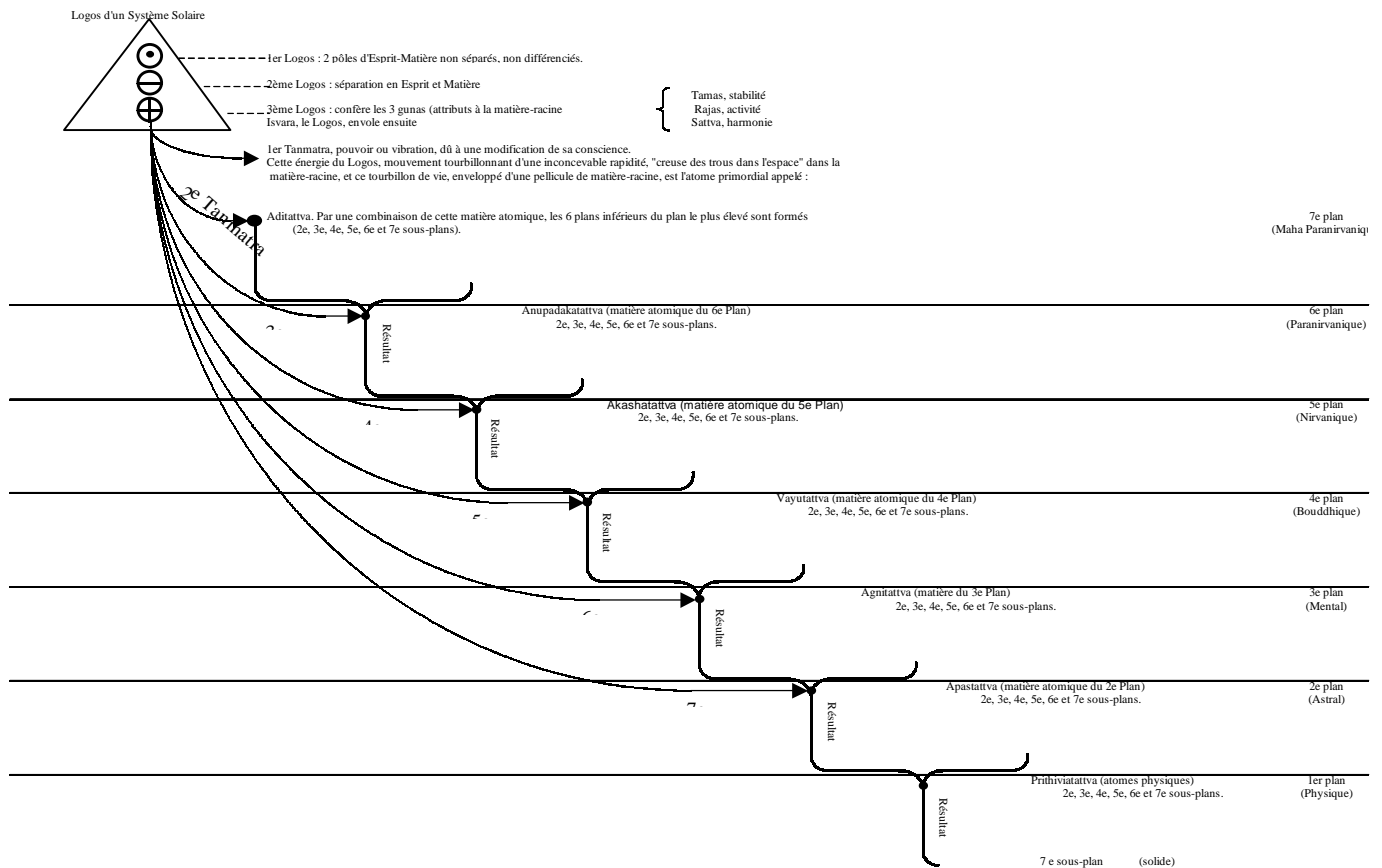 Logos d'un Système Solaire
1er Logos : 2 pôles d'Esprit-Matière non séparés, non différenciés.
2ème Logos : séparation en Esprit et Matière
3ème Logos : confère les 3 gunas (attributs à la matière-racine
Isvara, le Logos, envole ensuite
Tamas, stabilité
Rajas, activité
Sattva, harmonie
1er Tanmatra, pouvoir ou vibration, dû à une modification de sa conscience.
Cette énergie du Logos, mouvement tourbillonnant d'une inconcevable rapidité, "creuse des trous dans l'espace" dans la
matière-racine, et ce tourbillon de vie, enveloppé d'une pellicule de matière-racine, est l'atome primordial appelé :
2e Tanmatra
Aditattva. Par une combinaison de cette matière atomique, les 6 plans inférieurs du plan le plus élevé sont formés
(2e, 3e, 4e, 5e, 6e et 7e sous-plans).
7e plan
(Maha Paranirvaniqu
Anupadakatattva (matière atomique du 6e Plan)
2e, 3e, 4e, 5e, 6e et 7e sous-plans.
6e plan
(Paranirvanique)
Résultat
Akashatattva (matière atomique du 5e Plan)
2e, 3e, 4e, 5e, 6e et 7e sous-plans.
5e plan
(Nirvanique)
Résultat
Vayutattva (matière atomique du 4e Plan)
2e, 3e, 4e, 5e, 6e et 7e sous-plans.
4e plan
(Bouddhique)
Résultat
Agnitattva (matière du 3e Plan)
2e, 3e, 4e, 5e, 6e et 7e sous-plans.
3e plan
(Mental)
Résultat
Apastattva (matière atomique du 2e Plan)
2e, 3e, 4e, 5e, 6e et 7e sous-plans.
2e plan
(Astral)
Résultat
Prithiviatattva (atomes physiques)
2e, 3e, 4e, 5e, 6e et 7e sous-plans.
1er plan
(Physique)
Résultat
7 e sous-plan (solide)